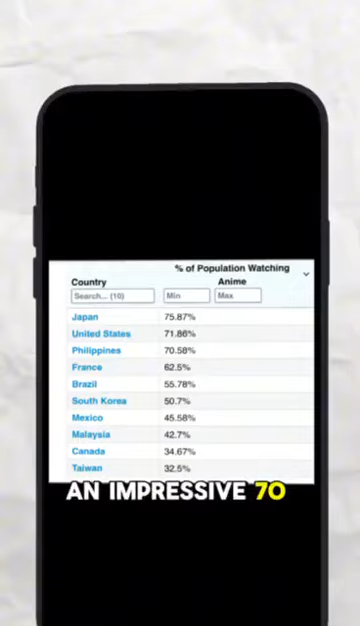 % of Population Watching
Country Anime
Search... (10) Min Max
Japan 75.87%
United States 71.86%
Philippines 70.58%
France 62.5%
Brazil 55.78%
South Korea 50.7%
Mexico 45.58%
Malaysia 42.7%
Canada 34.67%
Taiwan 32.5%
AN IMPRESSIVE 70